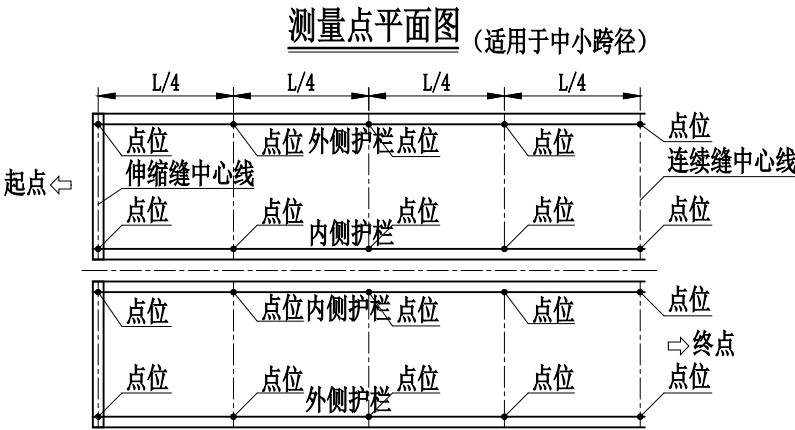 测量点平面图 (适用于中小跨径)
L/4 L/4 L/4 L/4
点位 点位 外侧护栏 点位 点位 点位
伸缩缝中心线 连续缝中心线
起点
点位 点位 点位 点位 点位
内侧护栏
点位 点位 内侧护栏 点位 点位 点位
终点
点位 点位 点位 点位 点位
外侧护栏